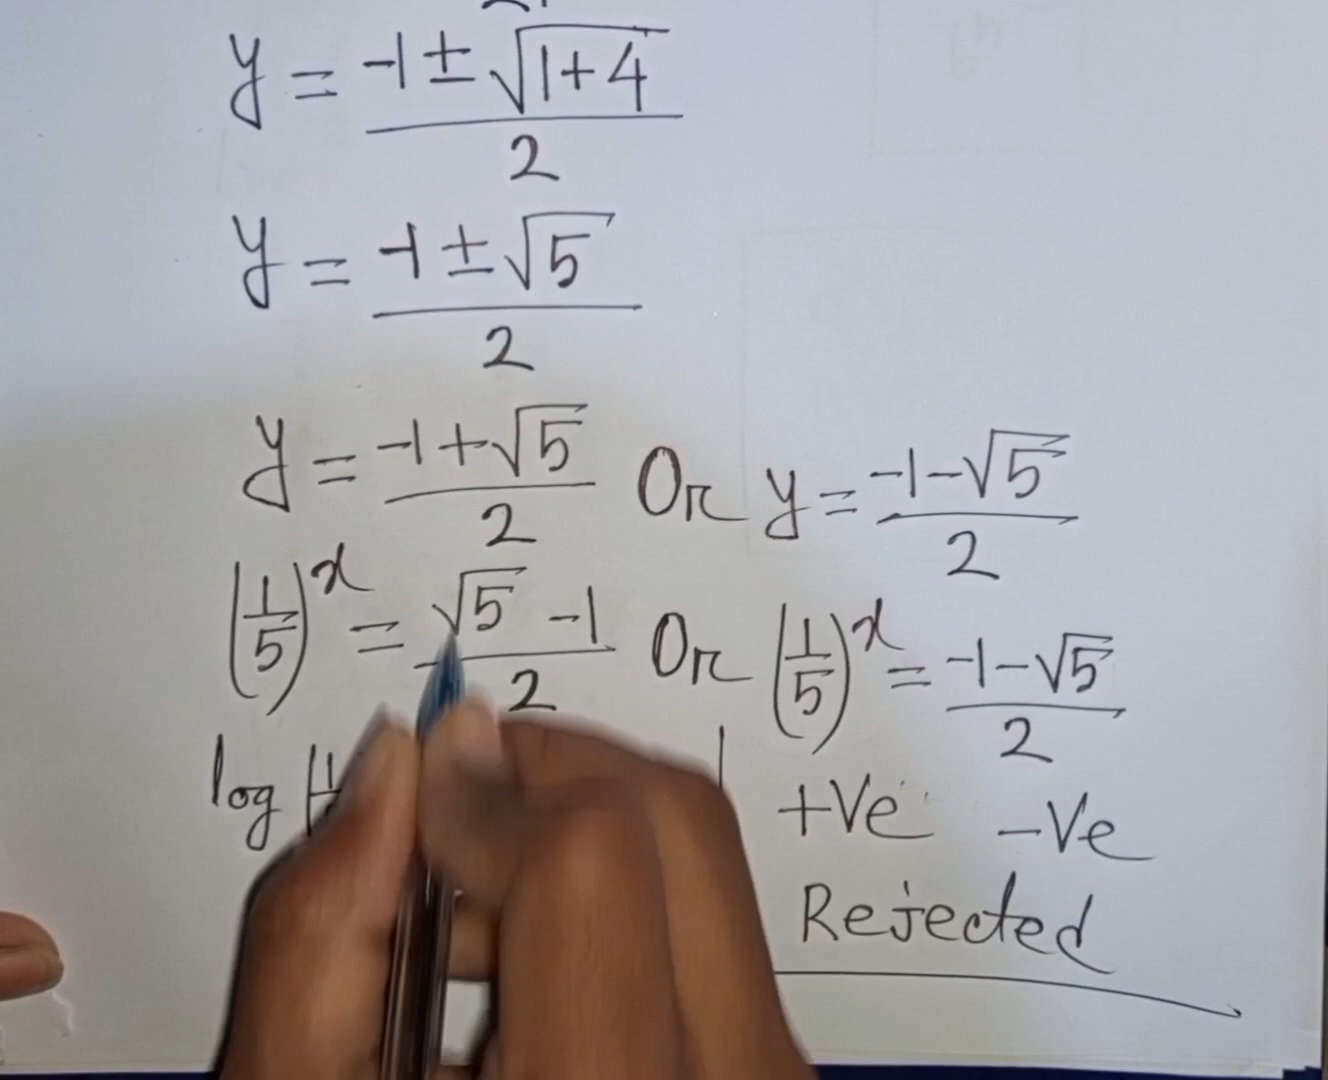 y = (-1 ± √(1+4))/2
y = (-1 ± √5)/2
y = (-1 + √5)/2 Or y = (-1 - √5)/2
(1/5)^x = (√5 - 1)/2 Or (1/5)^x = (-1 - √5)/2
log +Ve -Ve
Rejected